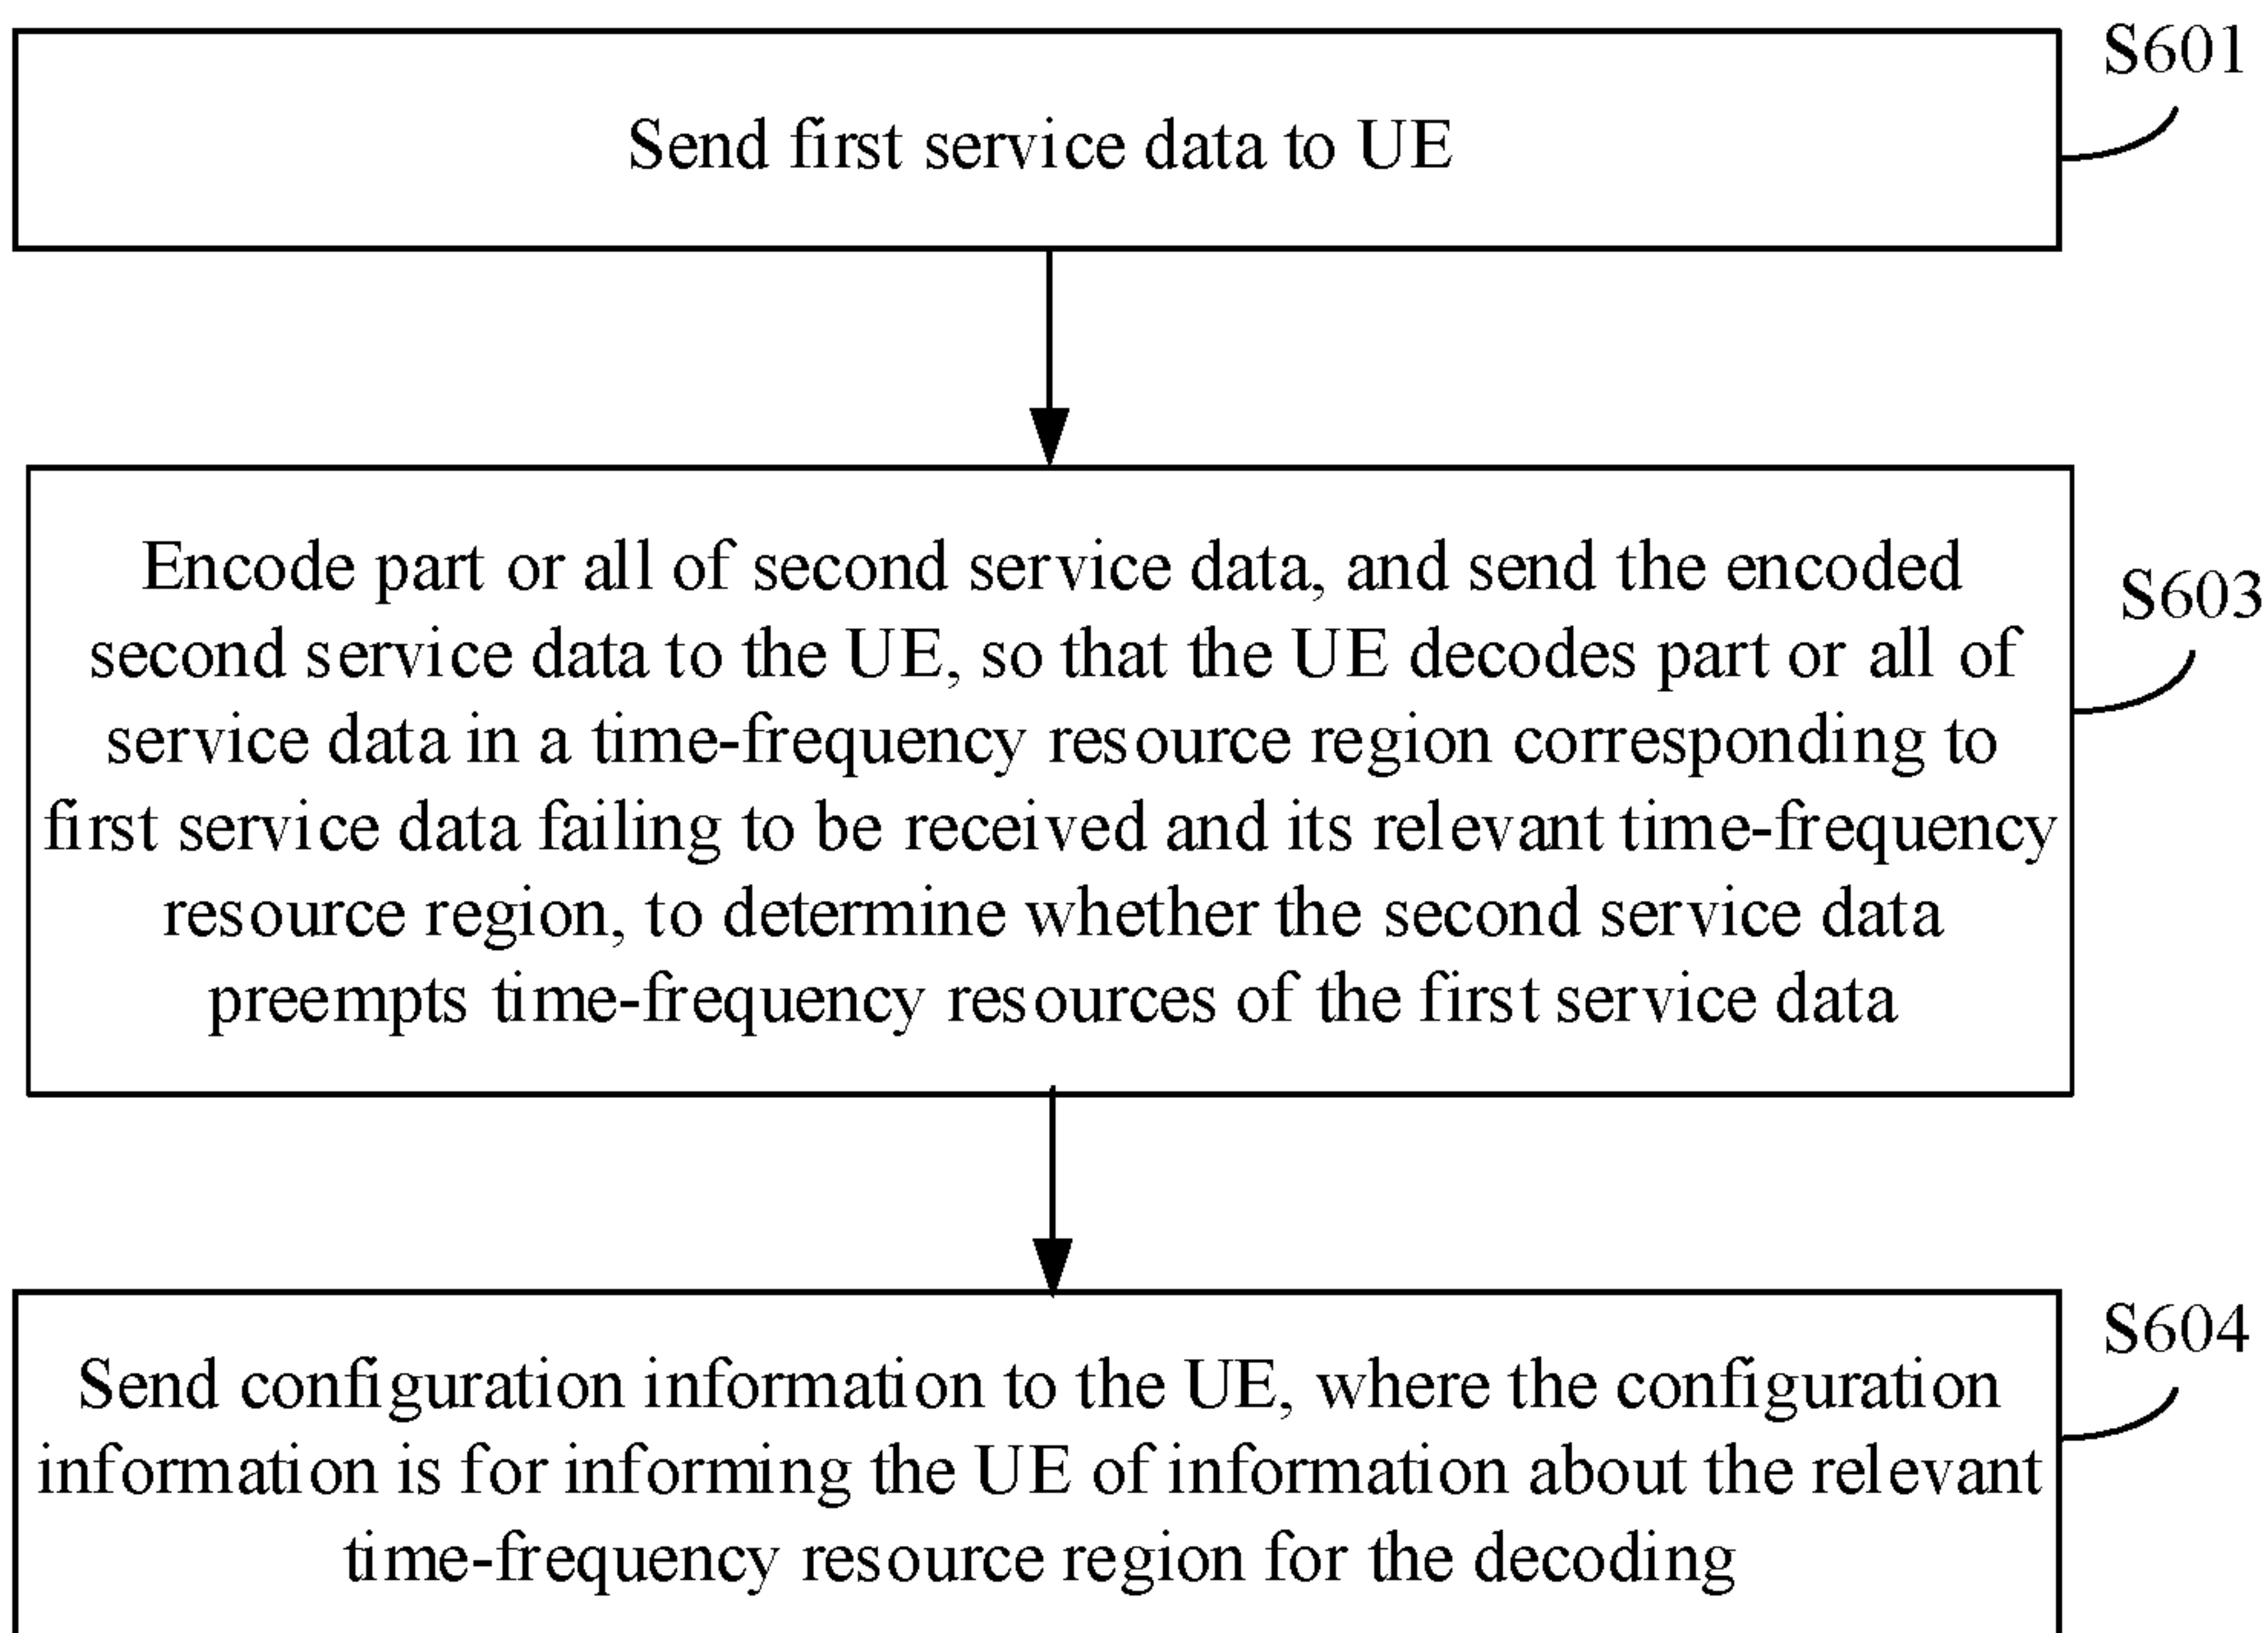 S601
Send first service data to UE
Encode part or all of second service data, and send the encoded
second service data to the UE, so that the UE decodes part or all of
service data in a time-frequency resource region corresponding to
first service data failing to be received and its relevant time-frequency
resource region, to determine whether the second service data
preempts time-frequency resources of the first service data
S603
Send configuration information to the UE, where the configuration
information is for informing the UE of information about the relevant
time-frequency resource region for the decoding
S604